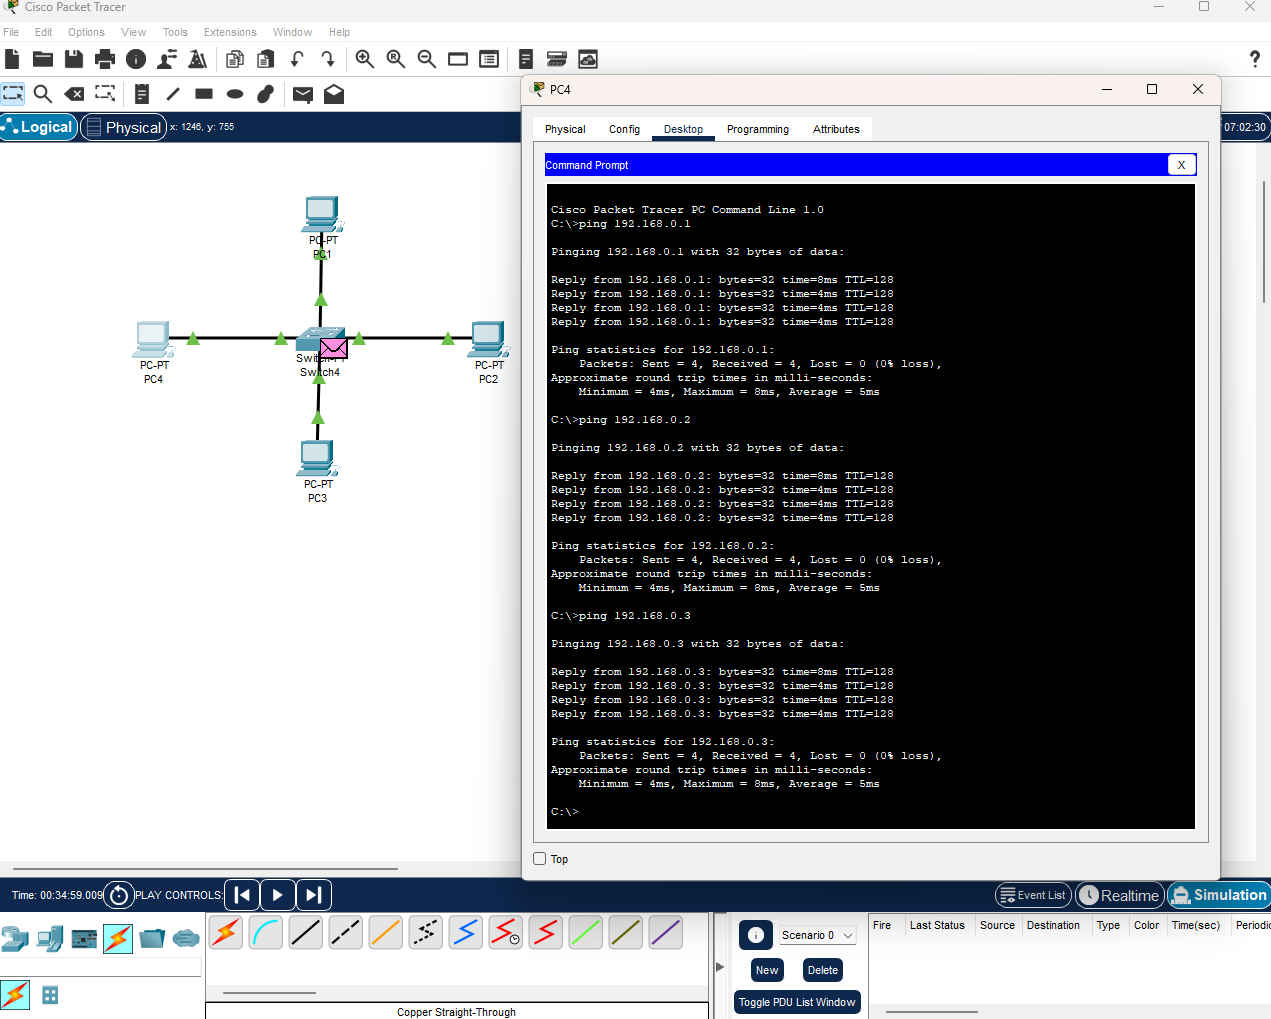 Cisco Packet Tracer
File Edit Options View Tools Extensions Window Help
Logical Physical x: 1246, y: 755
07:02:30
PC-PT
PC1
PC-PT
PC4
Switch4
PC-PT
PC2
PC-PT
PC3
PC4
Physical Config Desktop Programming Attributes
Command Prompt
X
Cisco Packet Tracer PC Command Line 1.0
C:\>ping 192.168.0.1
Pinging 192.168.0.1 with 32 bytes of data:
Reply from 192.168.0.1: bytes=32 time=8ms TTL=128
Reply from 192.168.0.1: bytes=32 time=4ms TTL=128
Reply from 192.168.0.1: bytes=32 time=4ms TTL=128
Reply from 192.168.0.1: bytes=32 time=4ms TTL=128
Ping statistics for 192.168.0.1:
Packets: Sent = 4, Received = 4, Lost = 0 (0% loss),
Approximate round trip times in milli-seconds:
Minimum = 4ms, Maximum = 8ms, Average = 5ms
C:\>ping 192.168.0.2
Pinging 192.168.0.2 with 32 bytes of data:
Reply from 192.168.0.2: bytes=32 time=8ms TTL=128
Reply from 192.168.0.2: bytes=32 time=4ms TTL=128
Reply from 192.168.0.2: bytes=32 time=4ms TTL=128
Reply from 192.168.0.2: bytes=32 time=4ms TTL=128
Ping statistics for 192.168.0.2:
Packets: Sent = 4, Received = 4, Lost = 0 (0% loss),
Approximate round trip times in milli-seconds:
Minimum = 4ms, Maximum = 8ms, Average = 5ms
C:\>ping 192.168.0.3
Pinging 192.168.0.3 with 32 bytes of data:
Reply from 192.168.0.3: bytes=32 time=8ms TTL=128
Reply from 192.168.0.3: bytes=32 time=4ms TTL=128
Reply from 192.168.0.3: bytes=32 time=4ms TTL=128
Reply from 192.168.0.3: bytes=32 time=4ms TTL=128
Ping statistics for 192.168.0.3:
Packets: Sent = 4, Received = 4, Lost = 0 (0% loss),
Approximate round trip times in milli-seconds:
Minimum = 4ms, Maximum = 8ms, Average = 5ms
C:\>
Top
Time: 00:34:59.009 PLAY CONTROLS: Event List Realtime Simulation
Scenario 0
New Delete
Toggle PDU List Window
Fire Last Status Source Destination Type Color Time(sec) Periodic
Copper Straight-Through